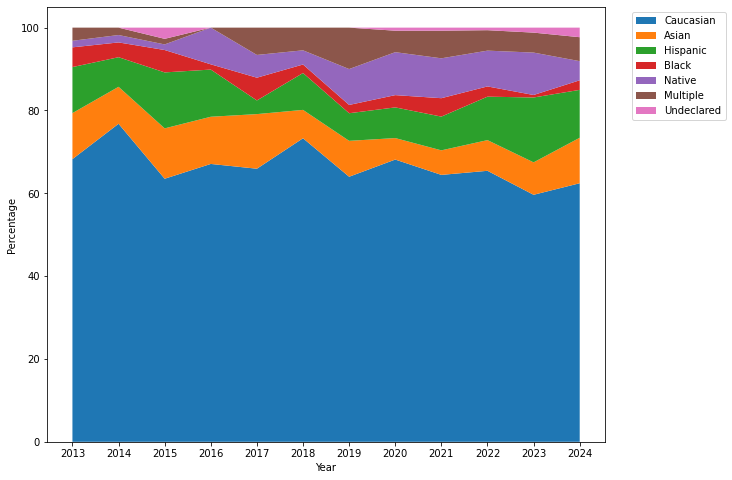 100
80
60
40
20
0
Percentage
2013 2014 2015 2016 2017 2018 2019 2020 2021 2022 2023 2024
Year
Caucasian
Asian
Hispanic
Black
Native
Multiple
Undeclared